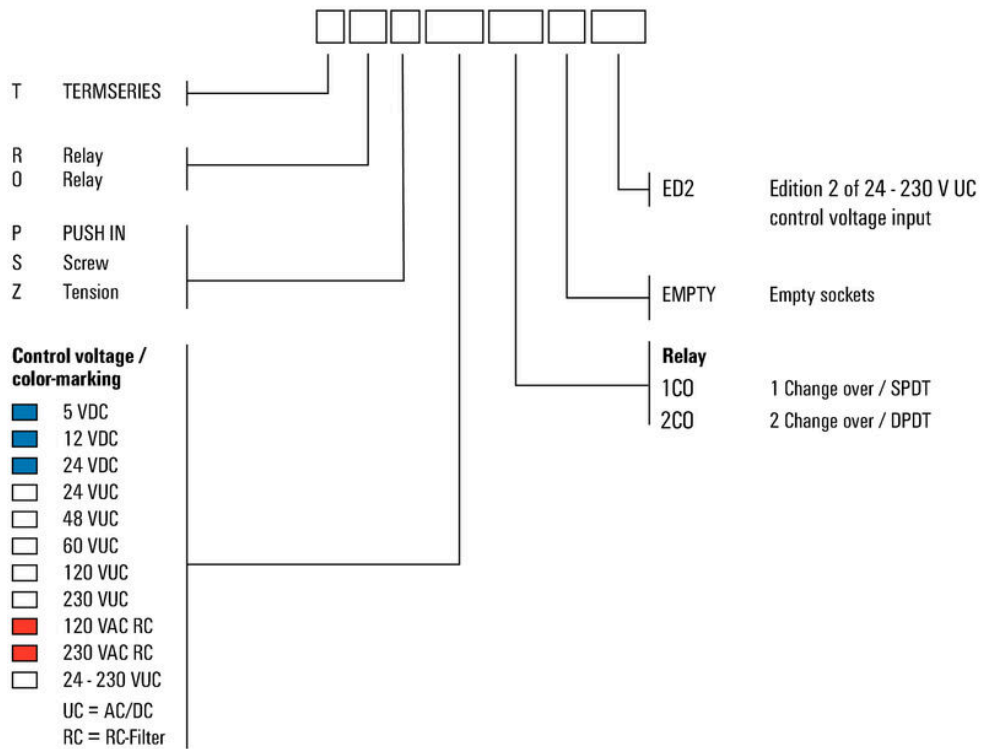 T TERMSERIES
R Relay
O Relay
P PUSH IN
S Screw
Z Tension
Control voltage /
color-marking
5 VDC
12 VDC
24 VDC
24 VUC
48 VUC
60 VUC
120 VUC
230 VUC
120 VAC RC
230 VAC RC
24 - 230 VUC
UC = AC/DC
RC = RC-Filter
ED2 Edition 2 of 24 - 230 V UC
control voltage input
EMPTY Empty sockets
Relay
1CO 1 Change over / SPDT
2CO 2 Change over / DPDT